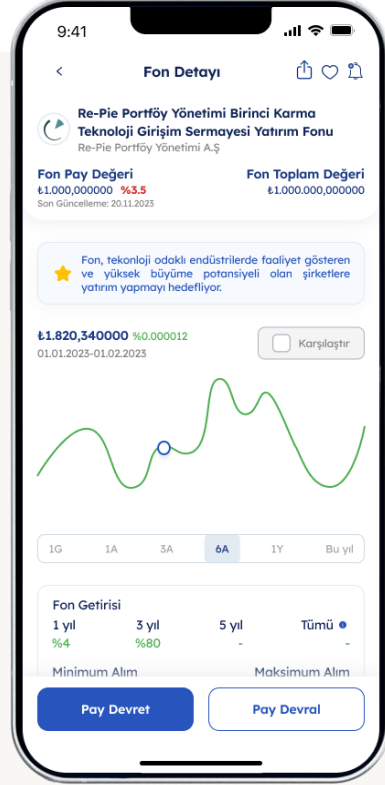 9:41
Fon Detayı
Re-Pie Portföy Yönetimi Birinci Karma
Teknoloji Girişim Sermayesi Yatırım Fonu
Re-Pie Portföy Yönetimi A.Ş
Fon Pay Değeri Fon Toplam Değeri
₺1.000,000000 %3.5 ₺1.000.000,000000
Son Güncelleme: 20.11.2023
Fon, tekonloji odaklı endüstrilerde faaliyet gösteren
ve yüksek büyüme potansiyeli olan şirketlere
yatırım yapmayı hedefliyor.
₺1.820,340000 %0.000012
01.01.2023-01.02.2023
Karşılaştır
1G 1A 3A 6A 1Y Bu yıl
Fon Getirisi
1 yıl 3 yıl 5 yıl Tümü
%4 %80 - -
Minimum Alım Maksimum Alım
Pay Devret Pay Devral